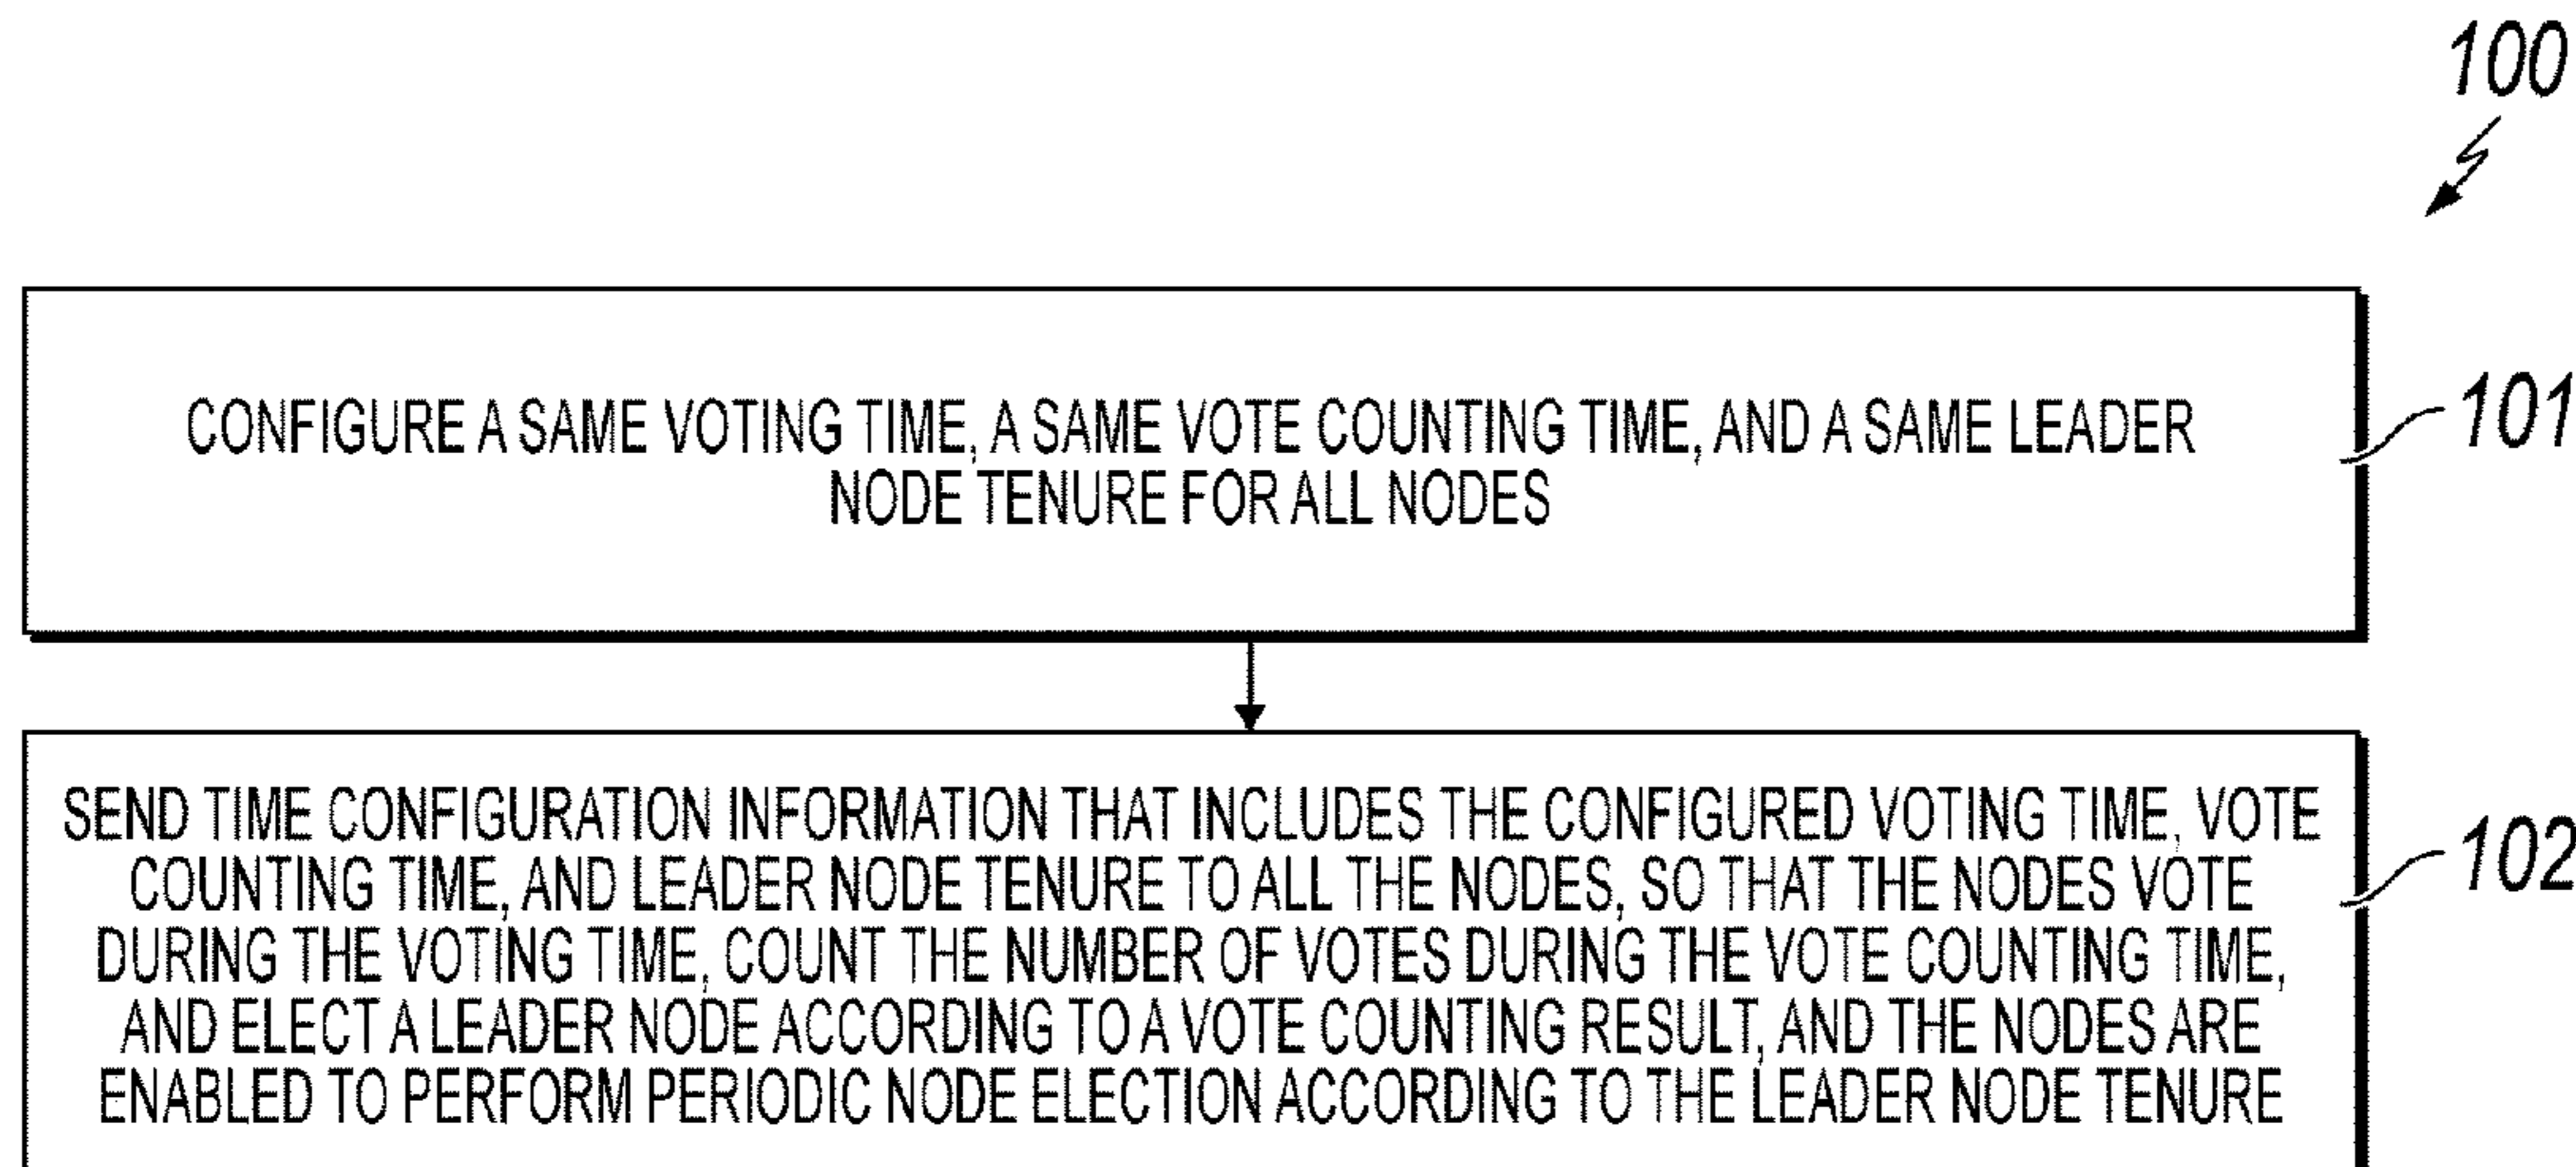 100
CONFIGURE A SAME VOTING TIME, A SAME VOTE COUNTING TIME, AND A SAME LEADER
NODE TENURE FOR ALL NODES
101
SEND TIME CONFIGURATION INFORMATION THAT INCLUDES THE CONFIGURED VOTING TIME, VOTE
COUNTING TIME, AND LEADER NODE TENURE TO ALL THE NODES, SO THAT THE NODES VOTE
DURING THE VOTING TIME, COUNT THE NUMBER OF VOTES DURING THE VOTE COUNTING TIME,
AND ELECT A LEADER NODE ACCORDING TO A VOTE COUNTING RESULT, AND THE NODES ARE
ENABLED TO PERFORM PERIODIC NODE ELECTION ACCORDING TO THE LEADER NODE TENURE
102